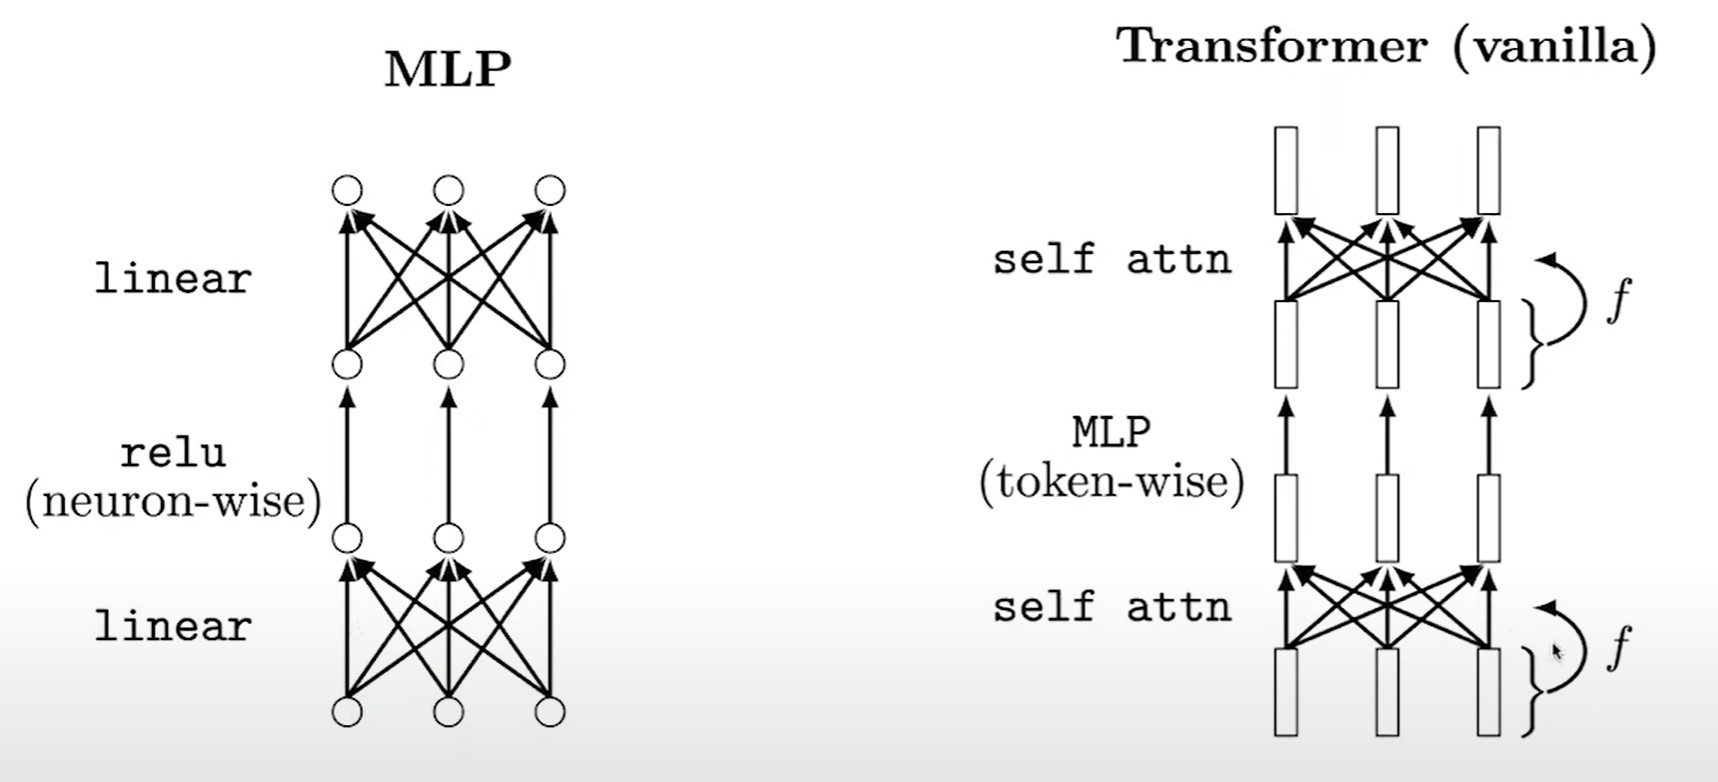 MLP
linear
relu
(neuron-wise)
linear
Transformer (vanilla)
self attn
f
MLP
(token-wise)
self attn
f